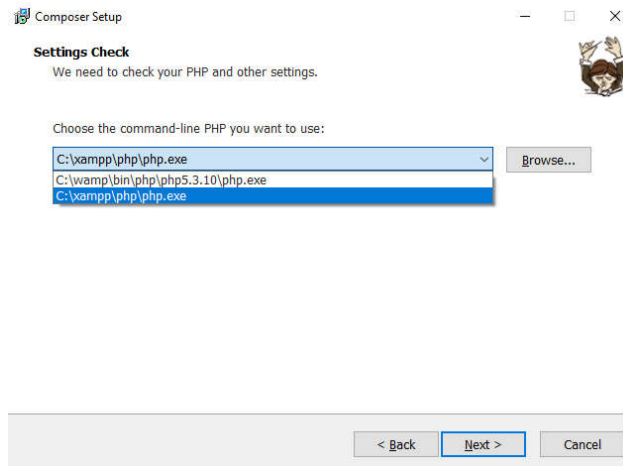 Composer Setup
Settings Check
We need to check your PHP and other settings.
Choose the command-line PHP you want to use:
C:\xampp\php\php.exe
Browse...
C:\wamp\bin\php\php5.3.10\php.exe
C:\xampp\php\php.exe
< Back
Next >
Cancel